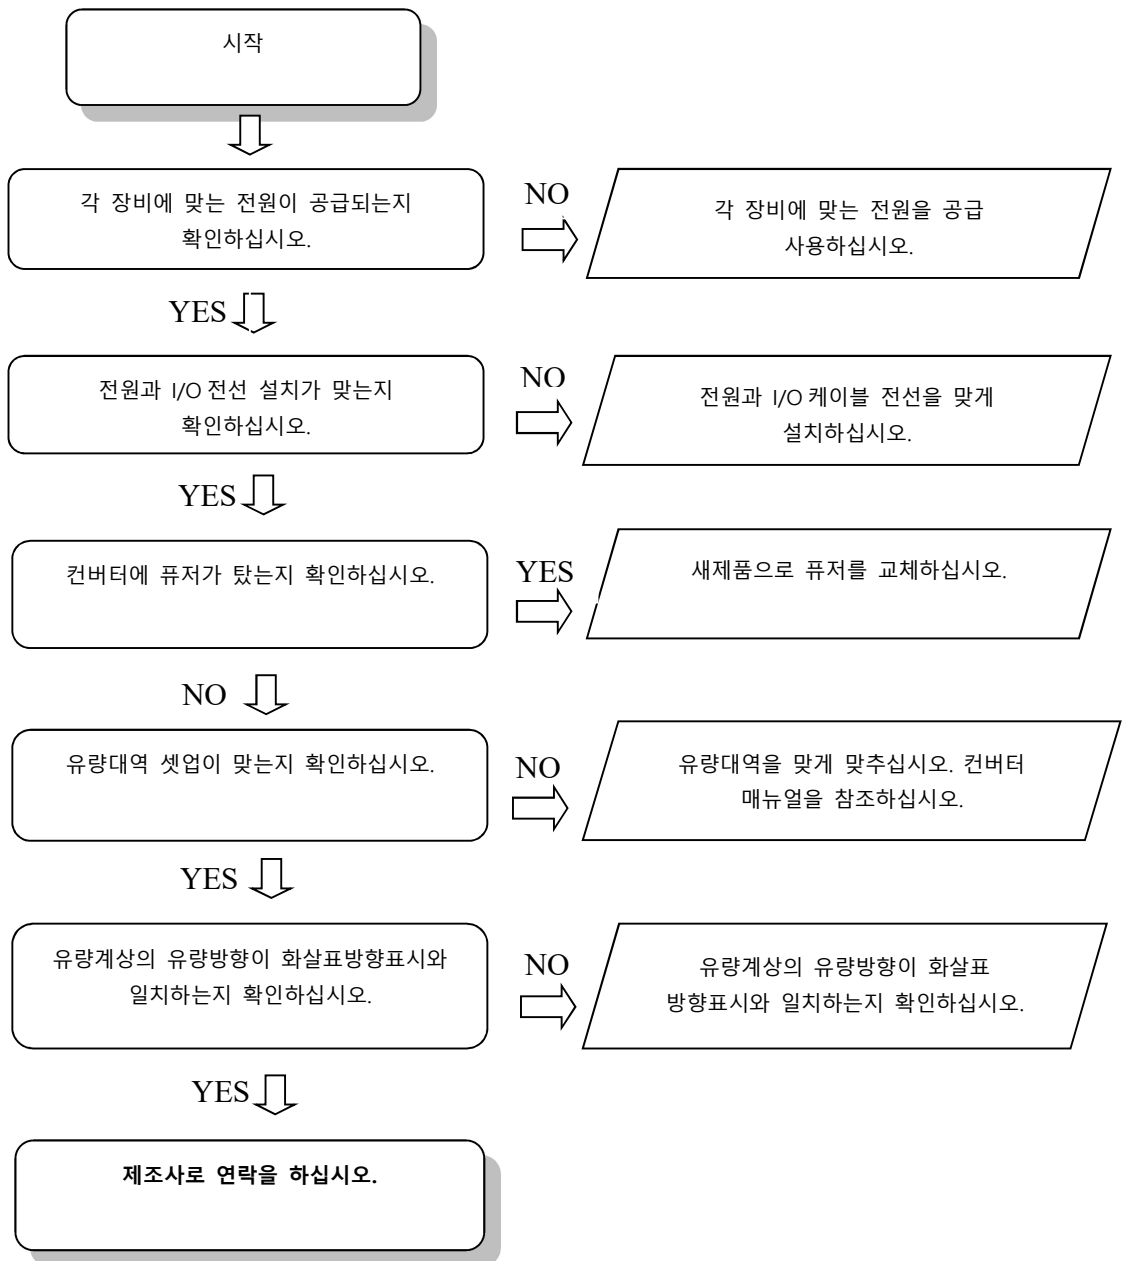 시작
각 장비에 맞는 전원이 공급되는지
확인하십시오.
NO
각 장비에 맞는 전원을 공급
사용하십시오.
YES
전원과 I/O 전선 설치가 맞는지
확인하십시오.
NO
전원과 I/O 케이블 전선을 맞게
설치하십시오.
YES
컨버터에 퓨저가 탔는지 확인하십시오.
YES
새제품으로 퓨저를 교체하십시오.
NO
유량대역 셋업이 맞는지 확인하십시오.
NO
유량대역을 맞게 맞추십시오. 컨버터
매뉴얼을 참조하십시오.
YES
유량계상의 유량방향이 화살표방향표시와
일치하는지 확인하십시오.
NO
유량계상의 유량방향이 화살표
방향표시와 일치하는지 확인하십시오.
YES
제조사로 연락을 하십시오.